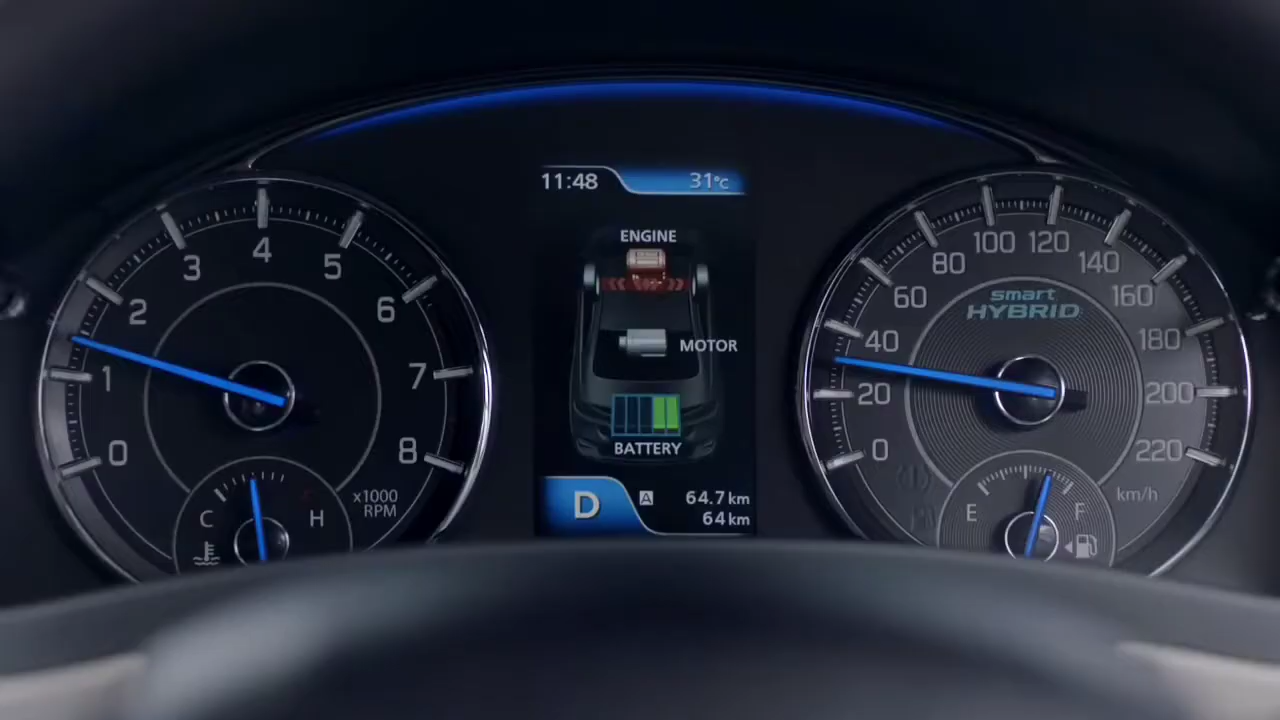 11:48 31°C
ENGINE
MOTOR
BATTERY
D A 64.7 km
64 km
0 1 2 3 4 5 6 7 8
x1000
RPM
C H
smart
HYBRID
0 20 40 60 80 100 120 140 160 180 200 220
km/h
E F